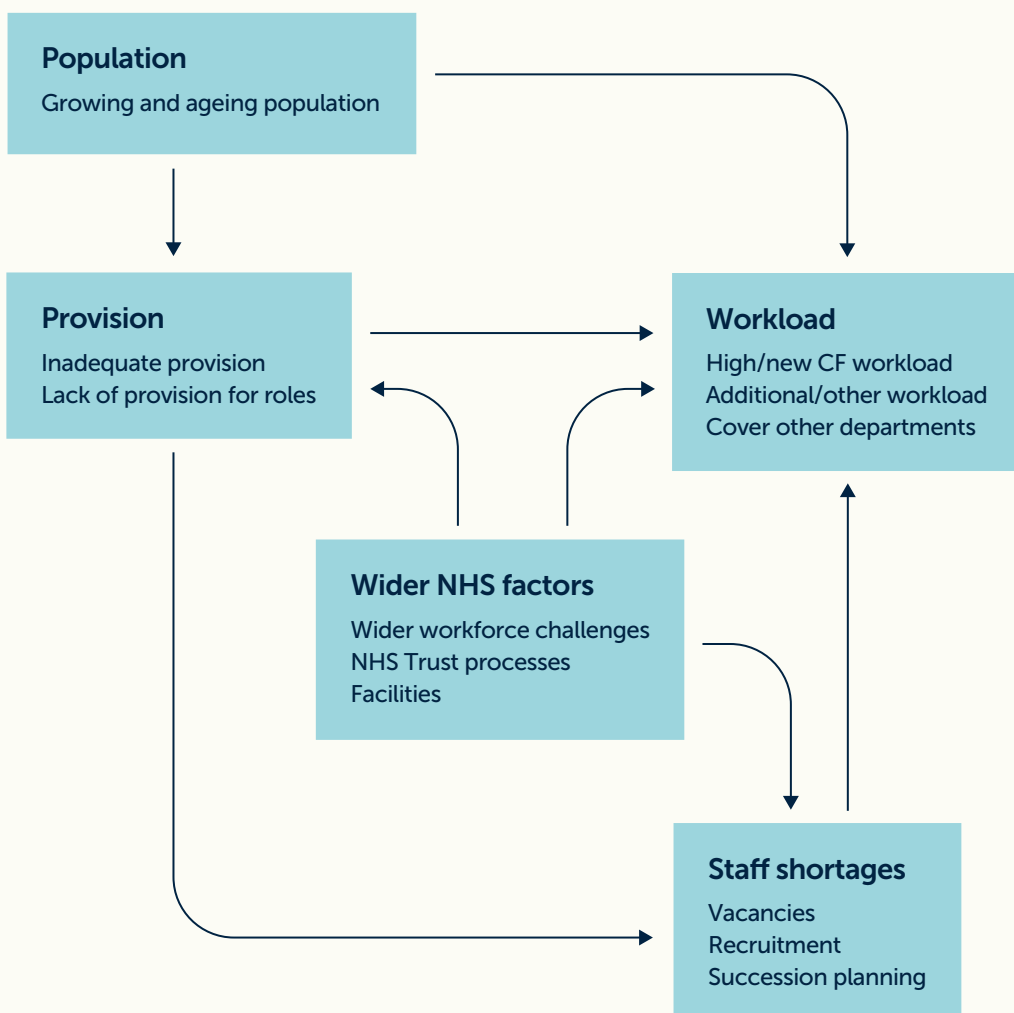 Population
Growing and ageing population
Provision
Inadequate provision
Lack of provision for roles
Workload
High/new CF workload
Additional/other workload
Cover other departments
Wider NHS factors
Wider workforce challenges
NHS Trust processes
Facilities
Staff shortages
Vacancies
Recruitment
Succession planning